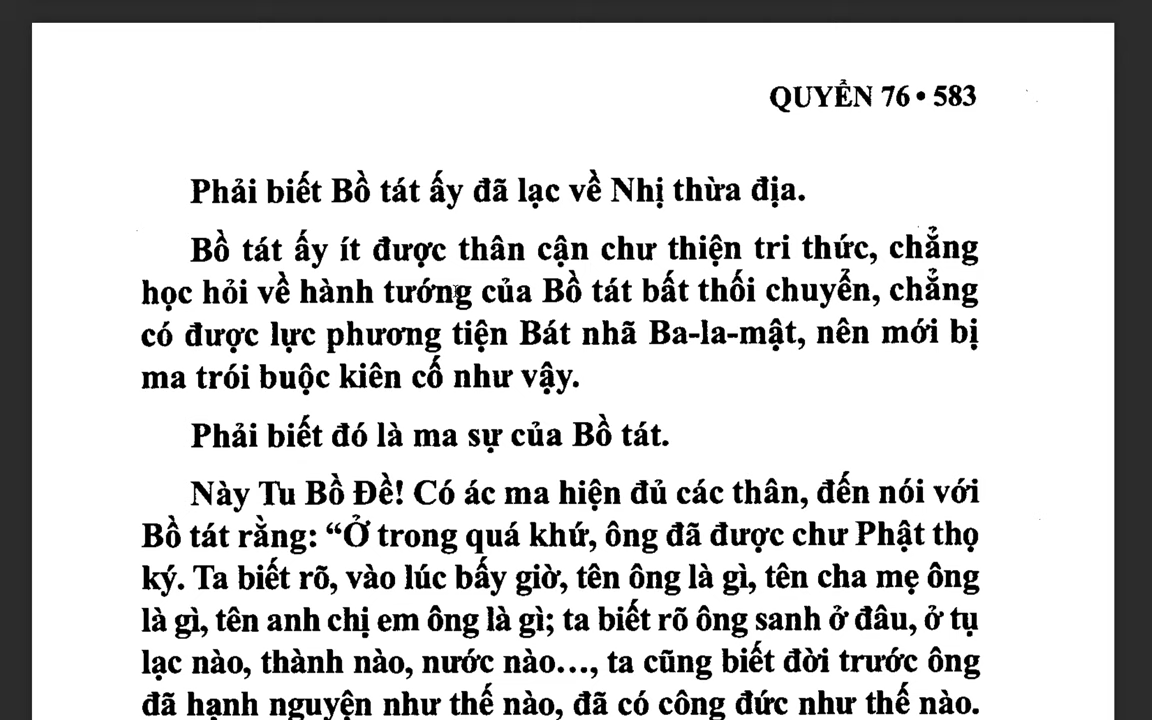 QUYỂN 76 • 583
Phải biết Bồ tát ấy đã lạc về Nhị thừa địa.
Bồ tát ấy ít được thân cận chư thiện tri thức, chẳng
học hỏi về hành tướng của Bồ tát bất thối chuyển, chẳng
có được lực phương tiện Bát nhã Ba-la-mật, nên mới bị
ma trói buộc kiên cố như vậy.
Phải biết đó là ma sự của Bồ tát.
Này Tu Bồ Đề! Có ác ma hiện đủ các thân, đến nói với
Bồ tát rằng: “Ở trong quá khứ, ông đã được chư Phật thọ
ký. Ta biết rõ, vào lúc bấy giờ, tên ông là gì, tên cha mẹ ông
là gì, tên anh chị em ông là gì; ta biết rõ ông sanh ở đâu, ở tụ
lạc nào, thành nào, nước nào..., ta cũng biết đời trước ông
đã hạnh nguyện như thế nào, đã có công đức như thế nào.